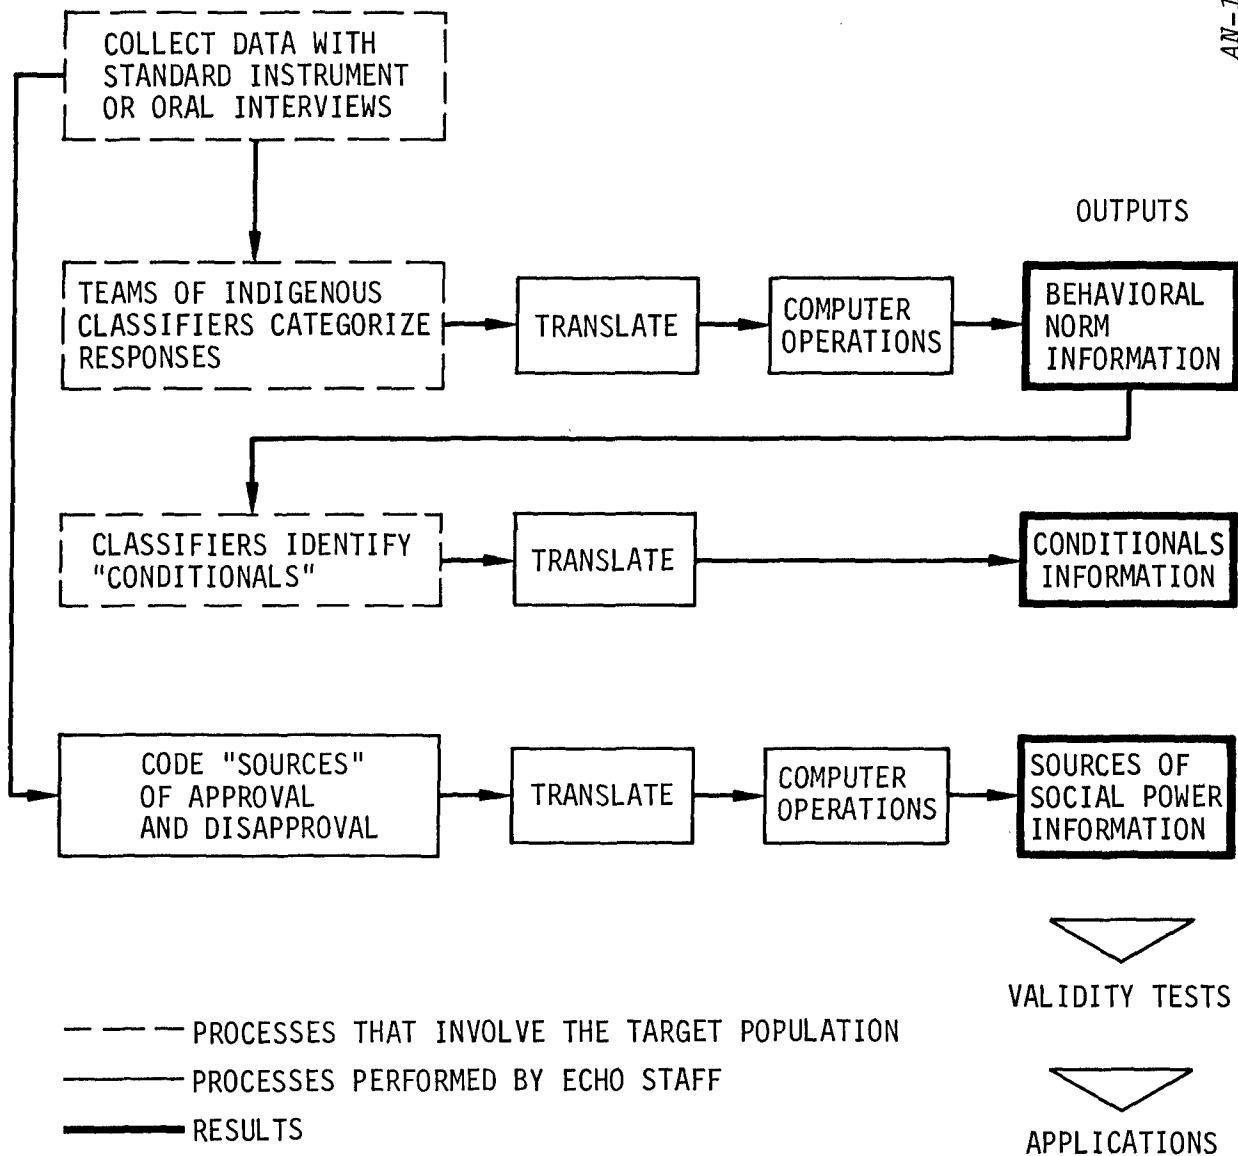 AN-1
COLLECT DATA WITH
STANDARD INSTRUMENT
OR ORAL INTERVIEWS
OUTPUTS
TEAMS OF INDIGENOUS
CLASSIFIERS CATEGORIZE
RESPONSES
TRANSLATE
COMPUTER
OPERATIONS
BEHAVIORAL
NORM
INFORMATION
CLASSIFIERS IDENTIFY
"CONDITIONALS"
TRANSLATE
CONDITIONALS
INFORMATION
CODE "SOURCES"
OF APPROVAL
AND DISAPPROVAL
TRANSLATE
COMPUTER
OPERATIONS
SOURCES OF
SOCIAL POWER
INFORMATION
VALIDITY TESTS
PROCESSES THAT INVOLVE THE TARGET POPULATION
PROCESSES PERFORMED BY ECHO STAFF
RESULTS
APPLICATIONS